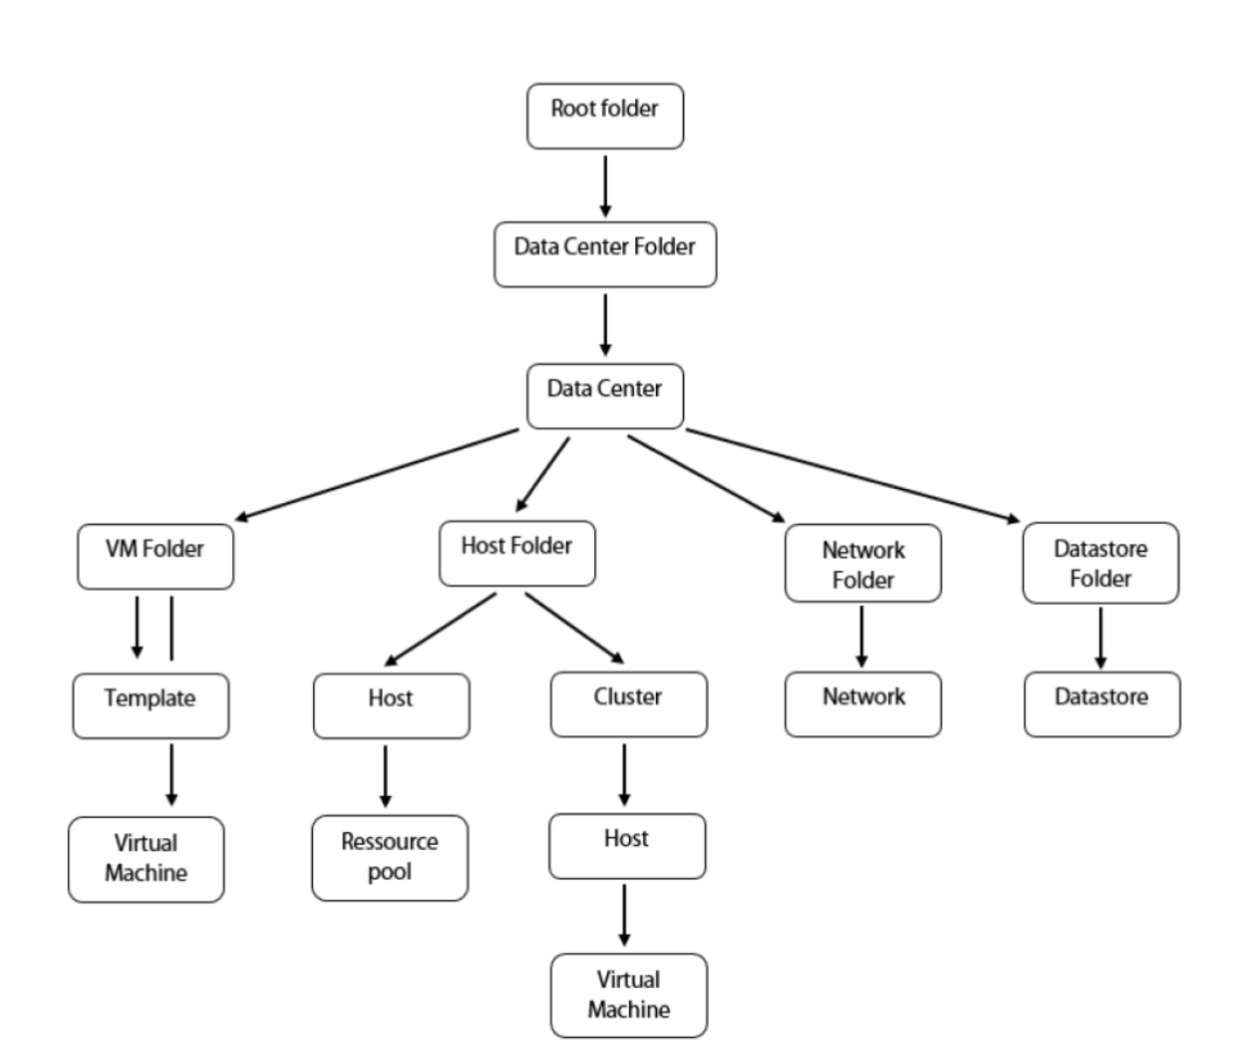 Root folder
Data Center Folder
Data Center
VM Folder
Host Folder
Network
Folder
Datastore
Folder
Template
Host
Cluster
Network
Datastore
Virtual
Machine
Ressource
pool
Host
Virtual
Machine